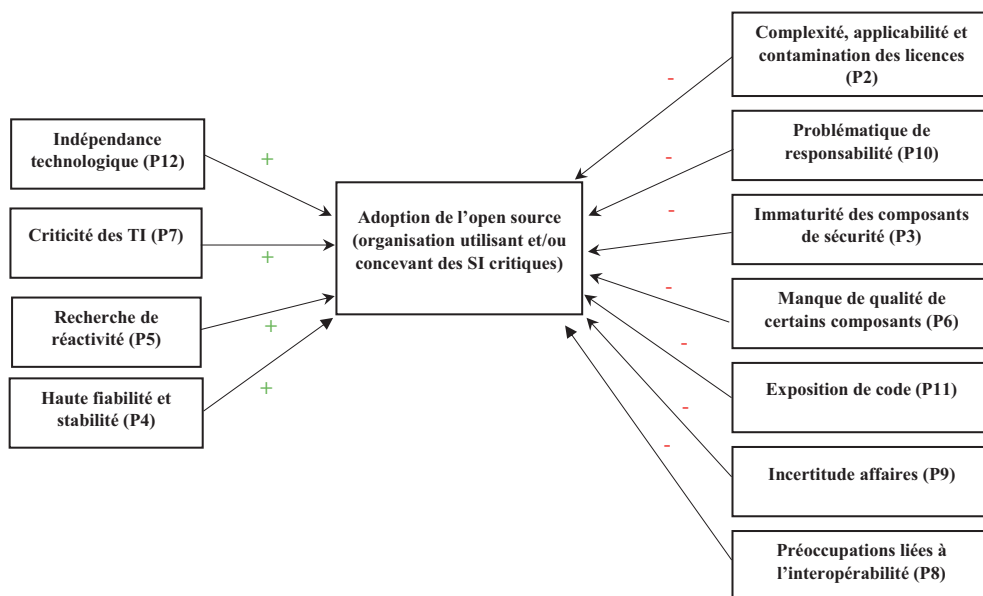 Indépendance
technologique (P12)
+
Criticité des TI (P7)
+
Recherche de
réactivité (P5)
+
Haute fiabilité et
stabilité (P4)
+
Adoption de l'open source
(organisation utilisant et/ou
concevant des SI critiques)
Complexité, applicabilité et
contamination des licences
(P2)
-
Problématique de
responsabilité (P10)
-
Immaturité des composants
de sécurité (P3)
-
Manque de qualité de
certains composants (P6)
-
Exposition de code (P11)
-
Incertitude affaires (P9)
-
Préoccupations liées à
l'interopérabilité (P8)
-